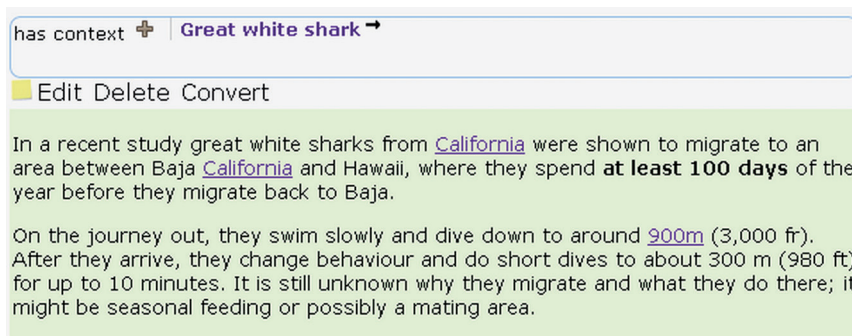 has context Great white shark
Edit Delete Convert
In a recent study great white sharks from California were shown to migrate to an
area between Baja California and Hawaii, where they spend at least 100 days of the
year before they migrate back to Baja.
On the journey out, they swim slowly and dive down to around 900m (3,000 fr).
After they arrive, they change behaviour and do short dives to about 300 m (980 ft)
for up to 10 minutes. It is still unknown why they migrate and what they do there; it
might be seasonal feeding or possibly a mating area.